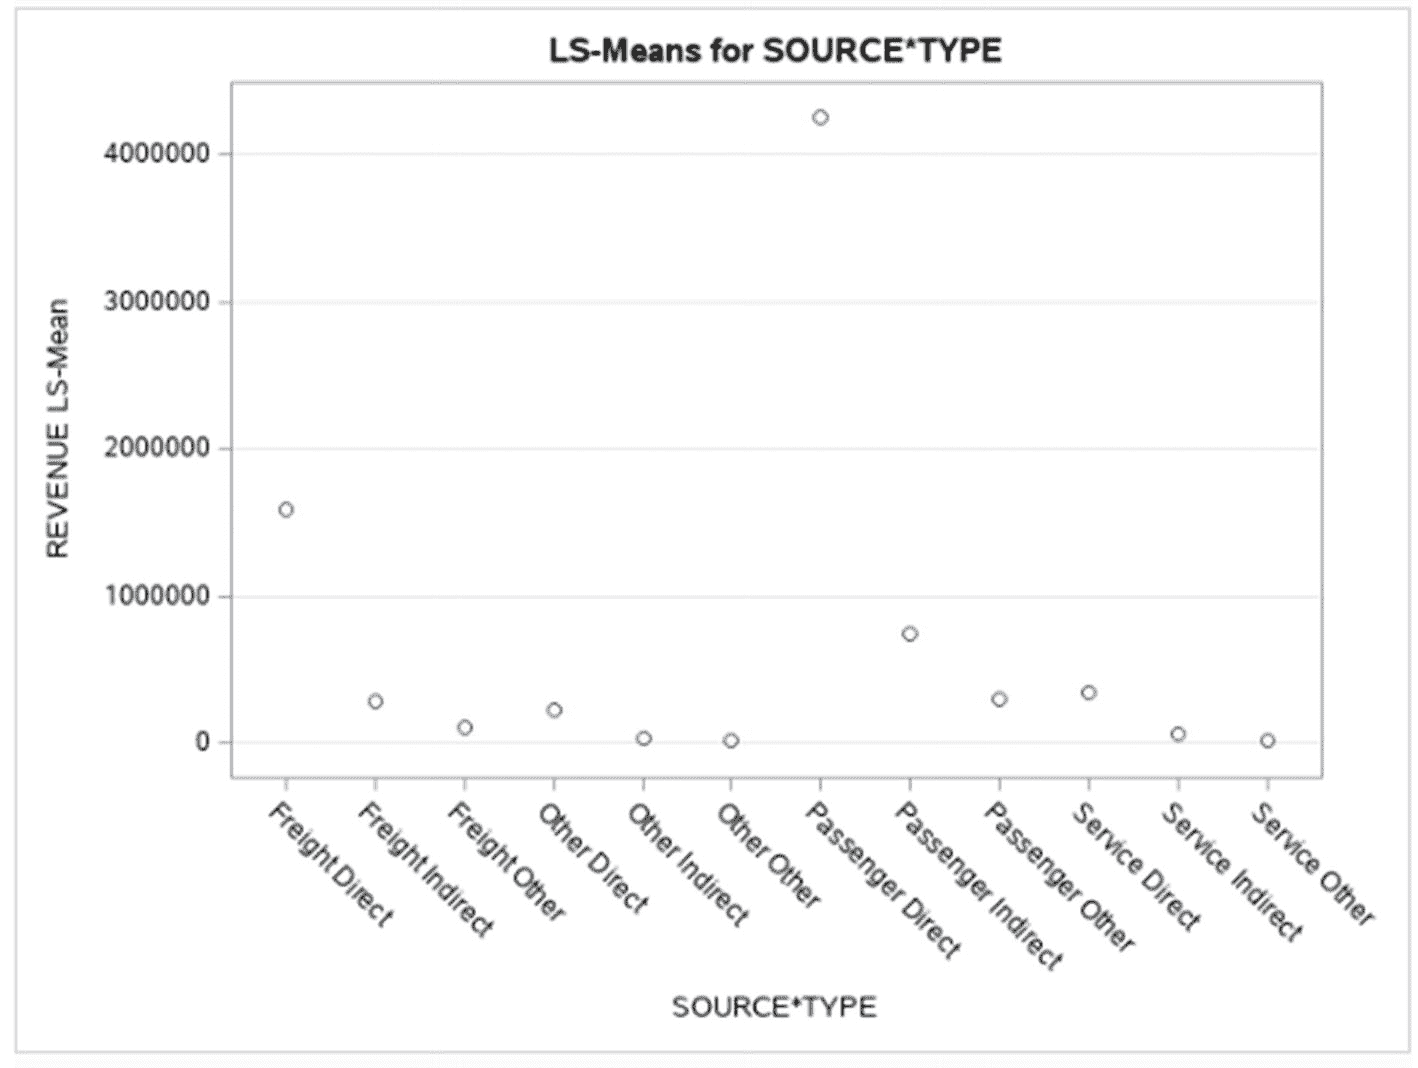 LS-Means for SOURCE*TYPE
4000000
3000000
2000000
1000000
0
REVENUE LS-Mean
Freight Direct
Freight Indirect
Freight Other
Other Direct
Other Indirect
Other Other
Passenger Direct
Passenger Indirect
Passenger Other
Service Direct
Service Indirect
Service Other
SOURCE*TYPE